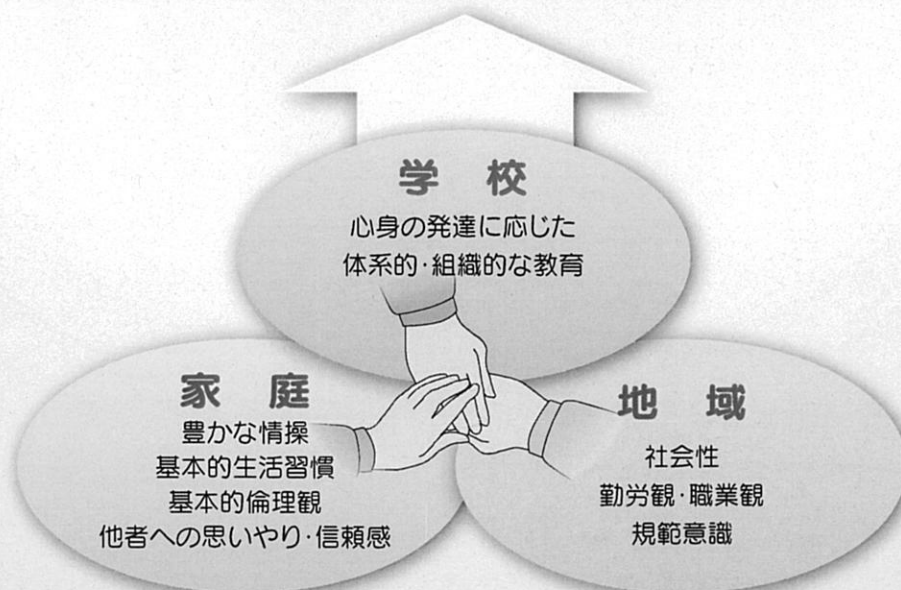 学 校
心身の発達に応じた
体系的・組織的な教育
家 庭
豊かな情操
基本的生活習慣
基本的倫理観
他者への思いやり・信頼感
地 域
社会性
勤労観・職業観
規範意識